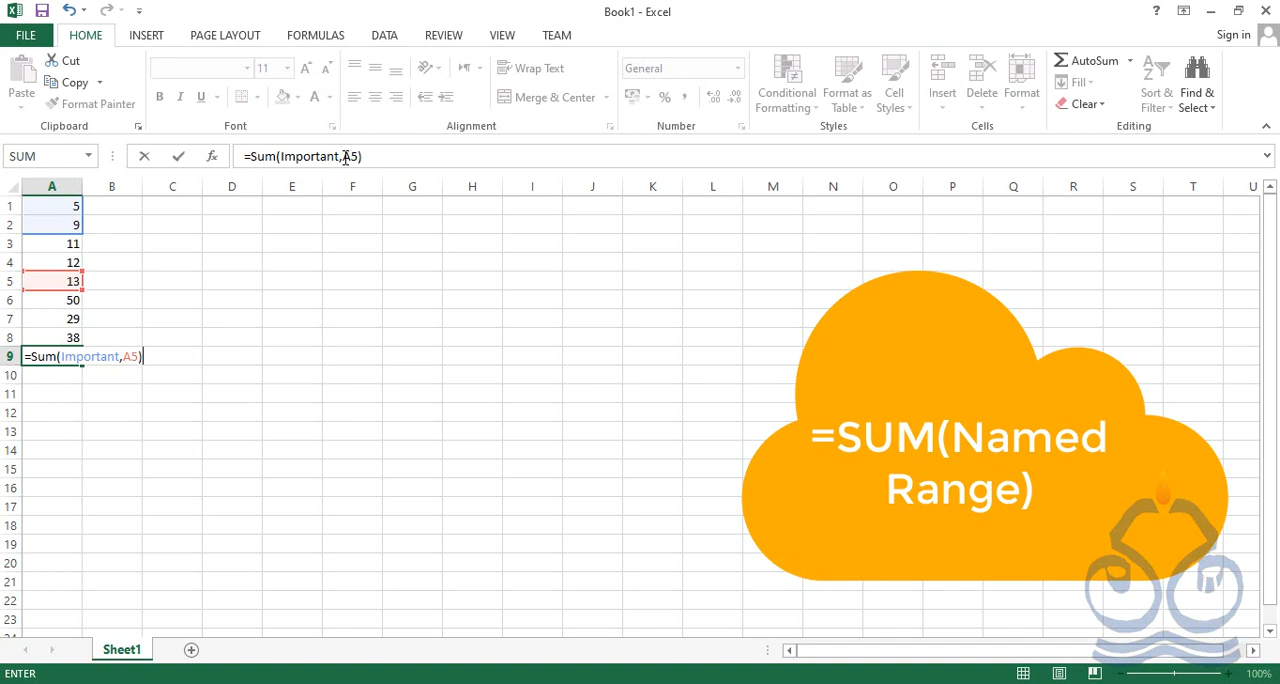 Book1 - Excel
Sign in
FILE HOME INSERT PAGE LAYOUT FORMULAS DATA REVIEW VIEW TEAM
Paste
Cut
Copy
Format Painter
Clipboard
11
B I U
Font
Wrap Text
Merge & Center
Alignment
General
%
Number
Conditional Formatting
Format as Table
Cell Styles
Styles
Insert
Delete
Format
Cells
AutoSum
Fill
Clear
Sort & Filter
Find & Select
Editing
SUM
fx
=Sum(Important,A5)
A B C D E F G H I J K L M N O P Q R S T U
1 5
2 9
3 11
4 12
5 13
6 50
7 29
8 38
9 =Sum(Important,A5)
10
11
12
13
14
15
16
17
18
19
20
21
22
23
=SUM(Named
Range)
Sheet1
ENTER
100%